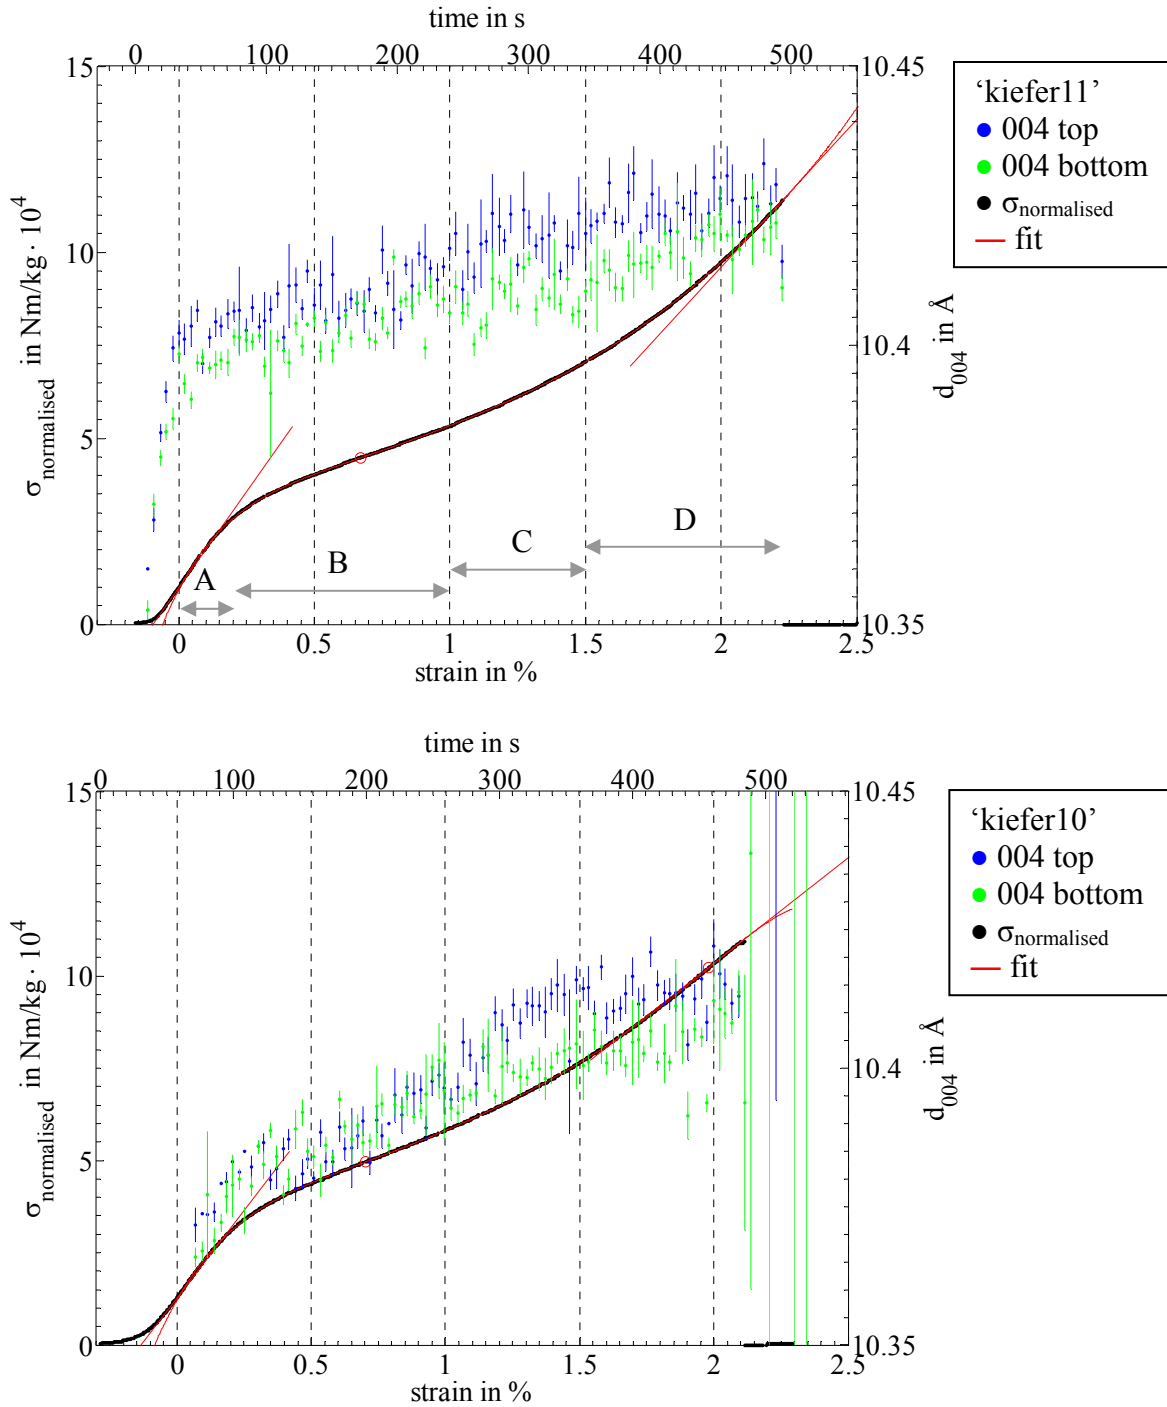 time in s
0 100 200 300 400 500
15 10.45
10
5 10.4
0 10.35
σnormalised in Nm/kg · 10⁴
d004 in Å
A B C D
0 0.5 1 1.5 2 2.5
strain in %
‘kiefer11’
004 top
004 bottom
σnormalised
fit
time in s
0 100 200 300 400 500
15 10.45
10
5 10.4
0 10.35
σnormalised in Nm/kg · 10⁴
d004 in Å
0 0.5 1 1.5 2 2.5
strain in %
‘kiefer10’
004 top
004 bottom
σnormalised
fit